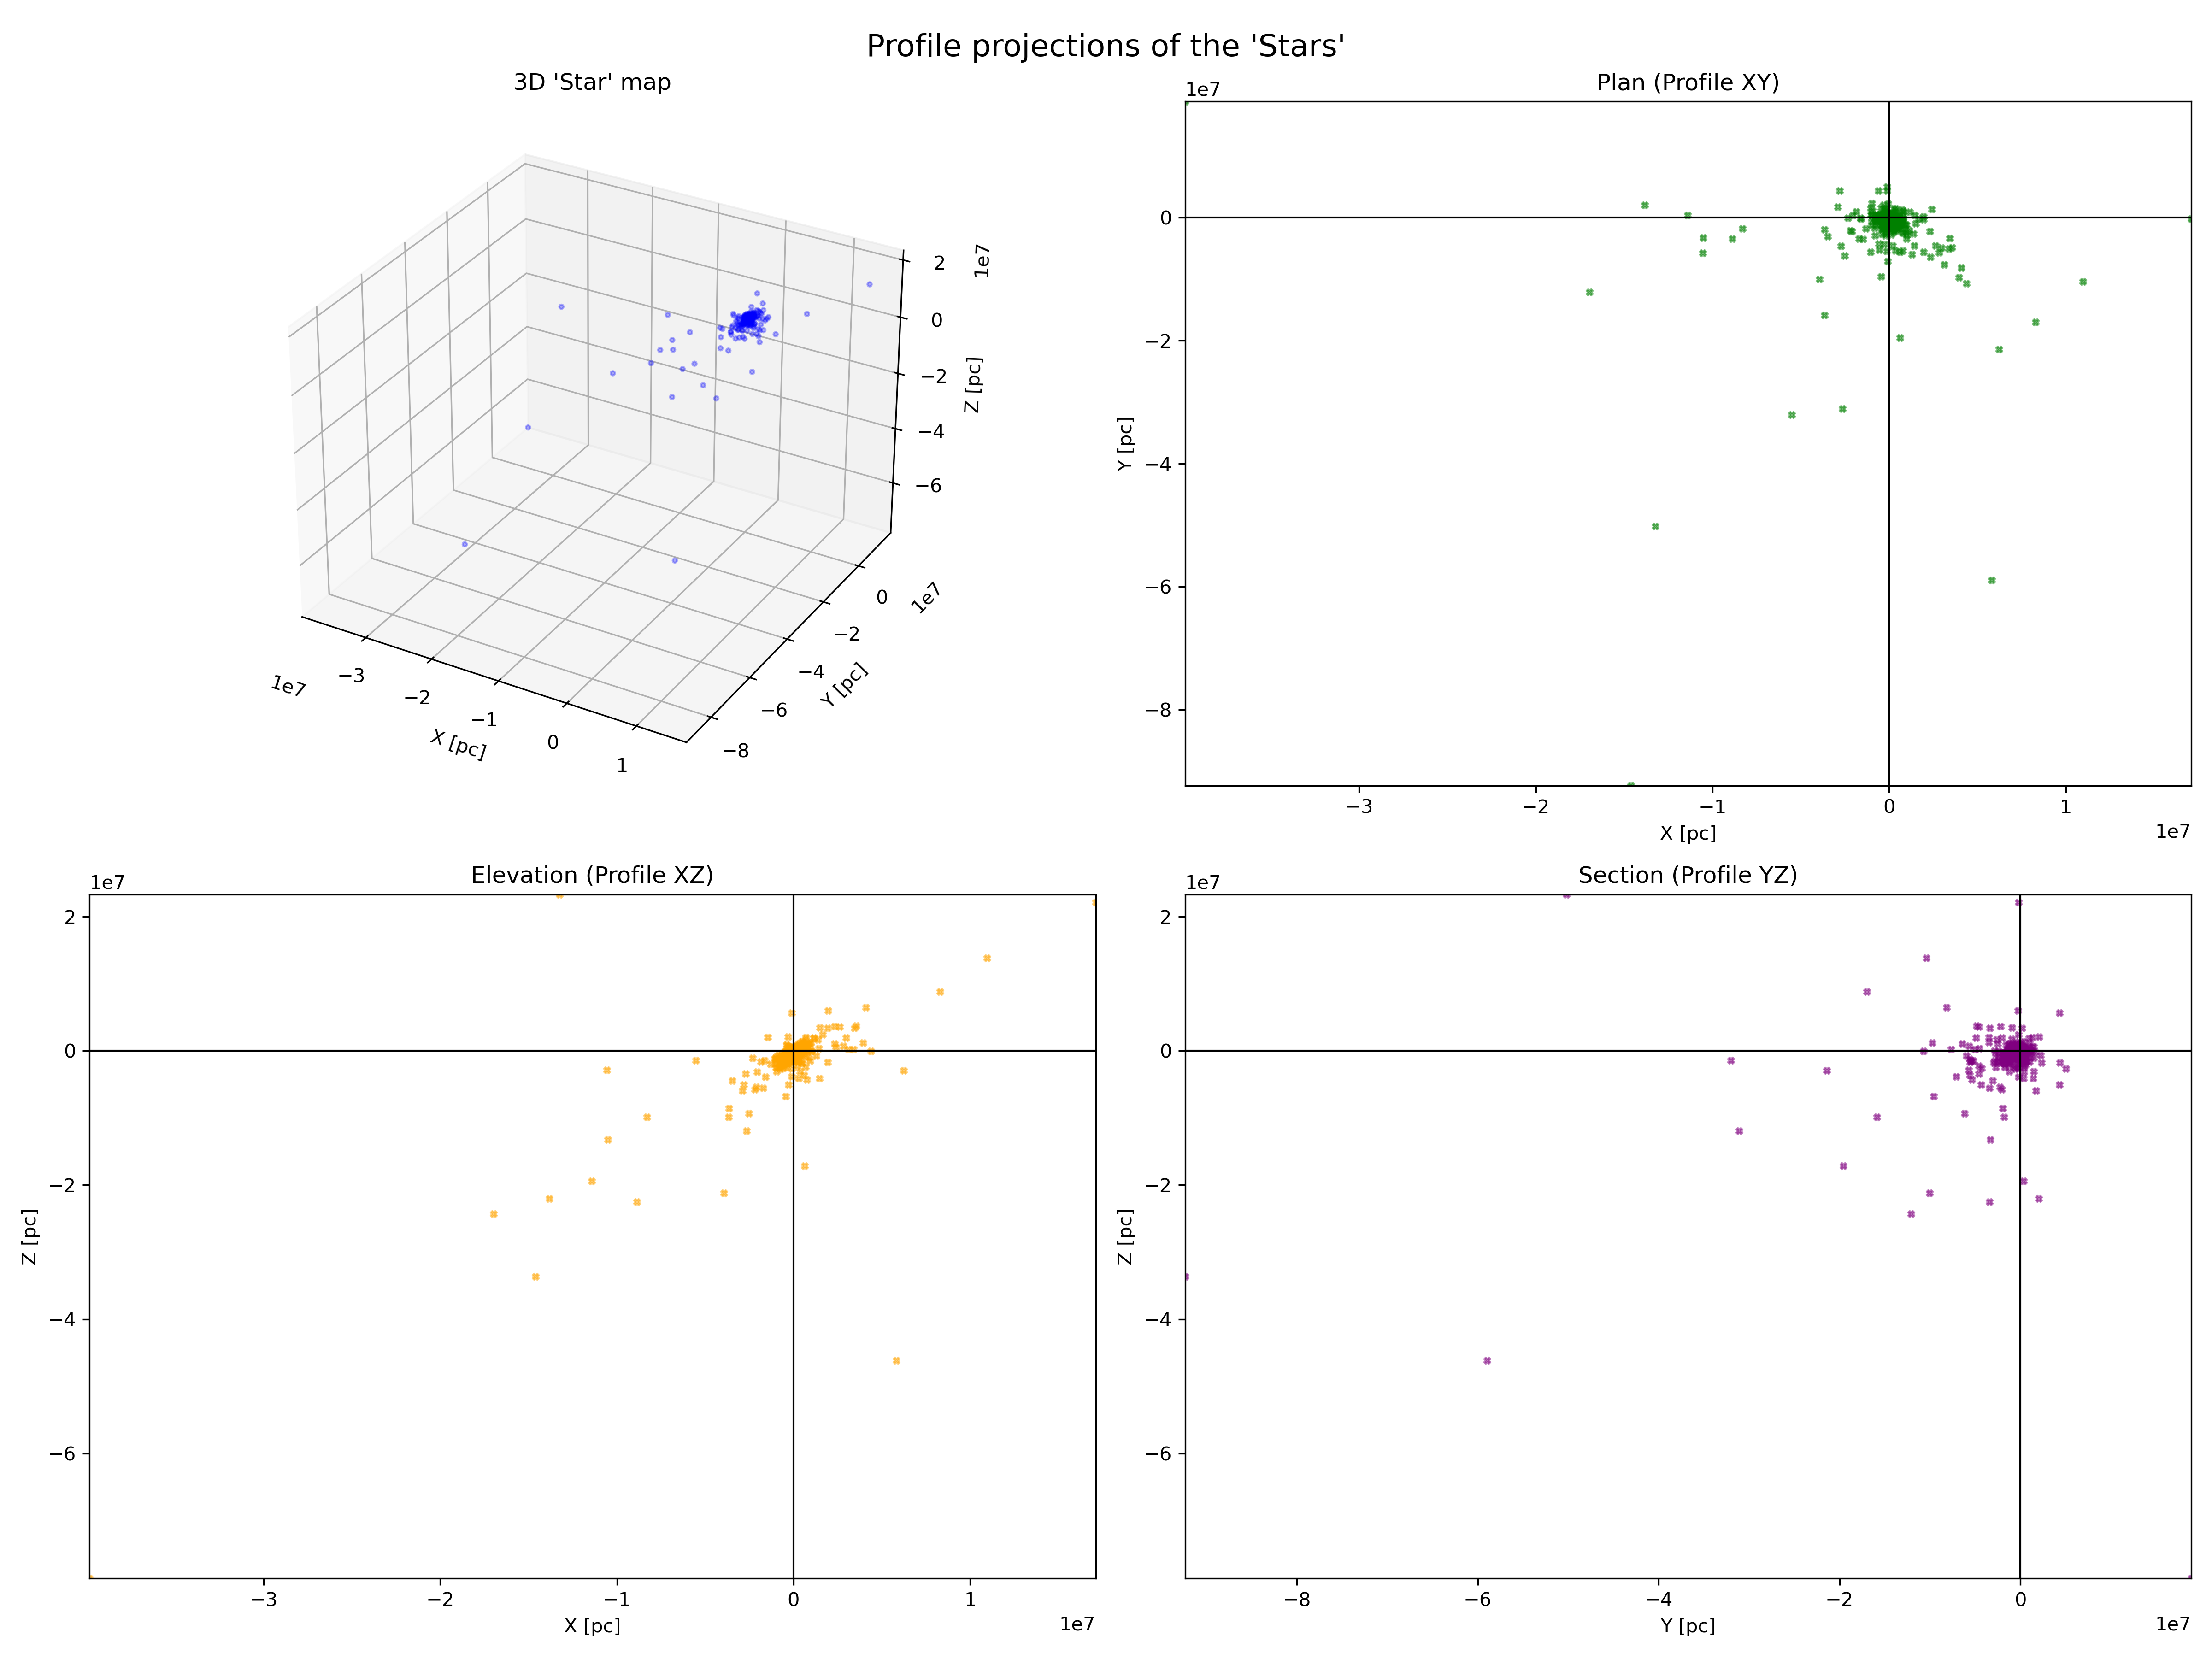 Profile projections of the 'Stars'
3D 'Star' map
1e7
2
0
−2
−4
−6
Z [pc]
1e7
0
−2
−4
−6
−8
Y [pc]
1e7
−3
−2
−1
0
1
X [pc]
Plan (Profile XY)
1e7
0
−2
−4
−6
−8
Y [pc]
−3
−2
−1
0
1
1e7
X [pc]
Elevation (Profile XZ)
1e7
2
0
−2
−4
−6
Z [pc]
−3
−2
−1
0
1
1e7
X [pc]
Section (Profile YZ)
1e7
2
0
−2
−4
−6
Z [pc]
−8
−6
−4
−2
0
1e7
Y [pc]